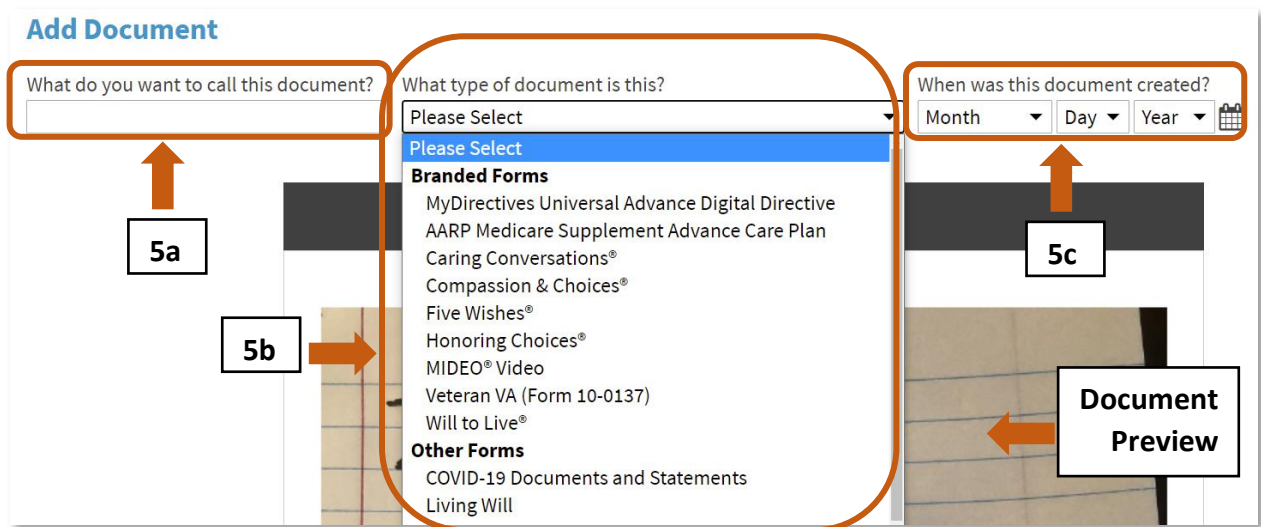 Add Document
What do you want to call this document?
What type of document is this?
Please Select
Please Select
Branded Forms
MyDirectives Universal Advance Digital Directive
AARP Medicare Supplement Advance Care Plan
Caring Conversations®
Compassion & Choices®
Five Wishes®
Honoring Choices®
MIDEO® Video
Veteran VA (Form 10-0137)
Will to Live®
Other Forms
COVID-19 Documents and Statements
Living Will
When was this document created?
Month Day Year
5a
5b
5c
Document
Preview